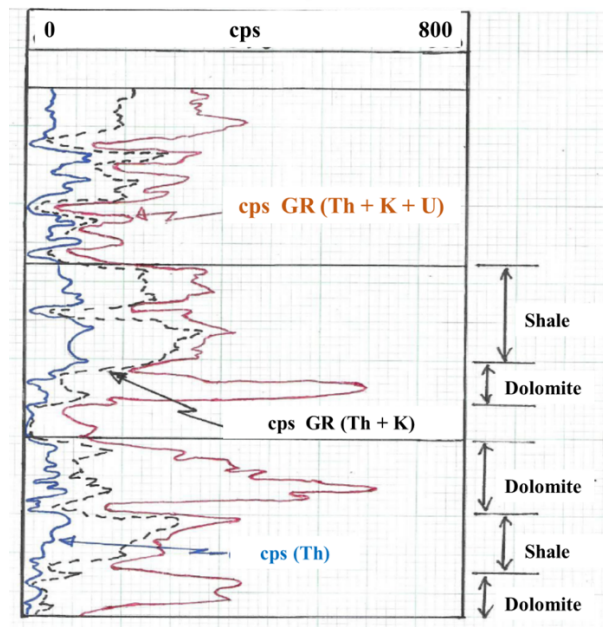 0 cps 800
cps GR (Th + K + U)
Shale
Dolomite
cps GR (Th + K)
Dolomite
Shale
cps (Th)
Dolomite